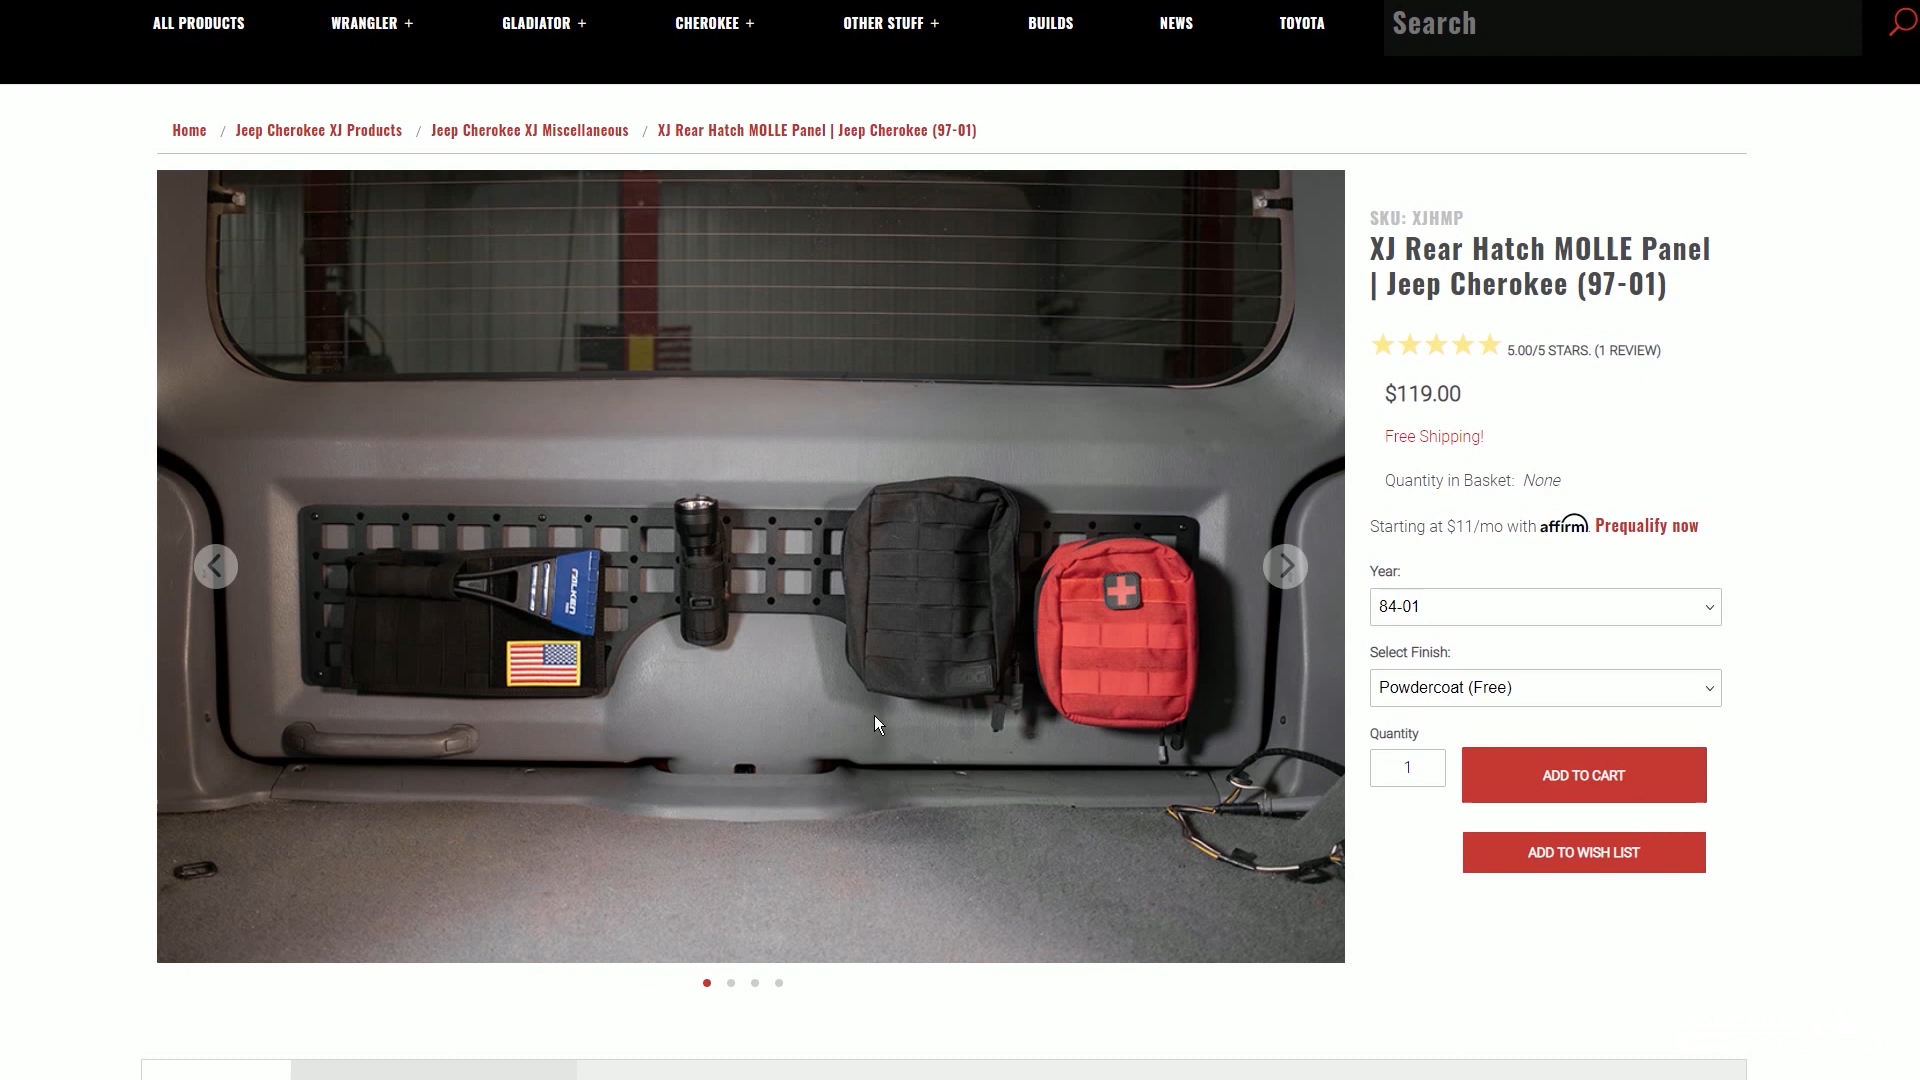 ALL PRODUCTS
WRANGLER +
GLADIATOR +
CHEROKEE +
OTHER STUFF +
BUILDS
NEWS
TOYOTA
Search
Home / Jeep Cherokee XJ Products / Jeep Cherokee XJ Miscellaneous / XJ Rear Hatch MOLLE Panel | Jeep Cherokee (97-01)
FALKEN
SKU: XJHMP
XJ Rear Hatch MOLLE Panel
| Jeep Cherokee (97-01)
5.00/5 STARS. (1 REVIEW)
$119.00
Free Shipping!
Quantity in Basket: None
Starting at $11/mo with affirm. Prequalify now
Year:
84-01
Select Finish:
Powdercoat (Free)
Quantity
1
ADD TO CART
ADD TO WISH LIST